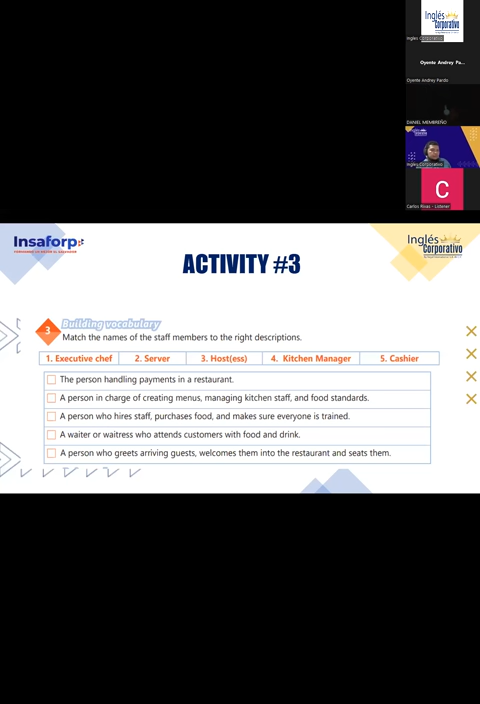 Inglés
Corporativo
Inglés Corporativo
Oyente Andrey Pa...
Oyente Andrey Pardo
DANIEL MEMBREÑO
Inglés Corporativo
C
Carlos Rivas - Listener
Insaforp
Inglés
Corporativo
ACTIVITY #3
3
Building vocabulary
Match the names of the staff members to the right descriptions.
1. Executive chef 2. Server 3. Host(ess) 4. Kitchen Manager 5. Cashier
The person handling payments in a restaurant.
A person in charge of creating menus, managing kitchen staff, and food standards.
A person who hires staff, purchases food, and makes sure everyone is trained.
A waiter or waitress who attends customers with food and drink.
A person who greets arriving guests, welcomes them into the restaurant and seats them.